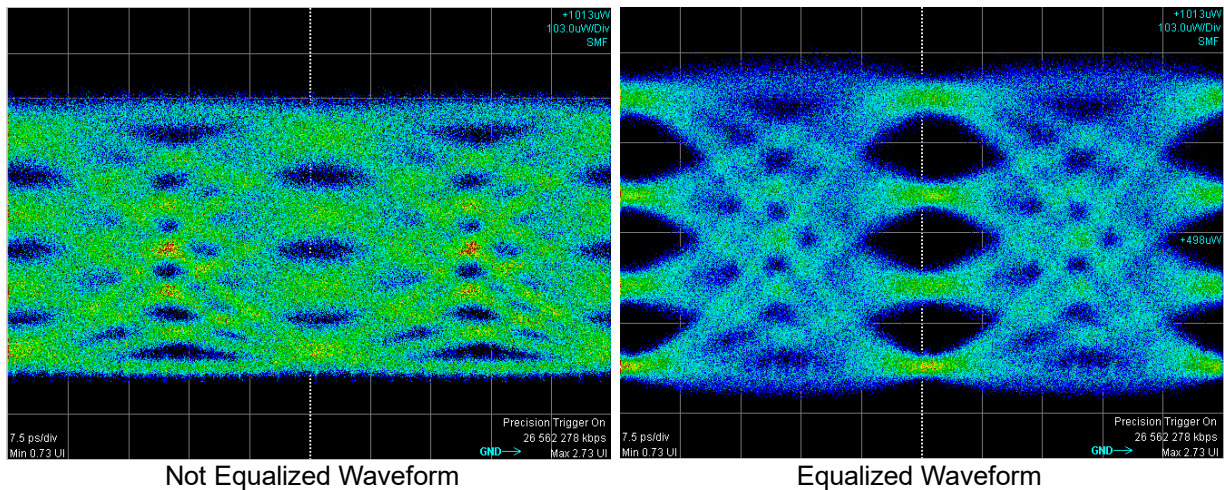 +1013uW
103.0uW/Div
SMF
Precision Trigger On
7.5 ps/div
26 562 278 kbps
Min 0.73 UI
GND→
Max 2.73 UI
Not Equalized Waveform
+1013uW
103.0uW/Div
SMF
+498uW
Precision Trigger On
7.5 ps/div
26 562 278 kbps
Min 0.73 UI
GND→
Max 2.73 UI
Equalized Waveform